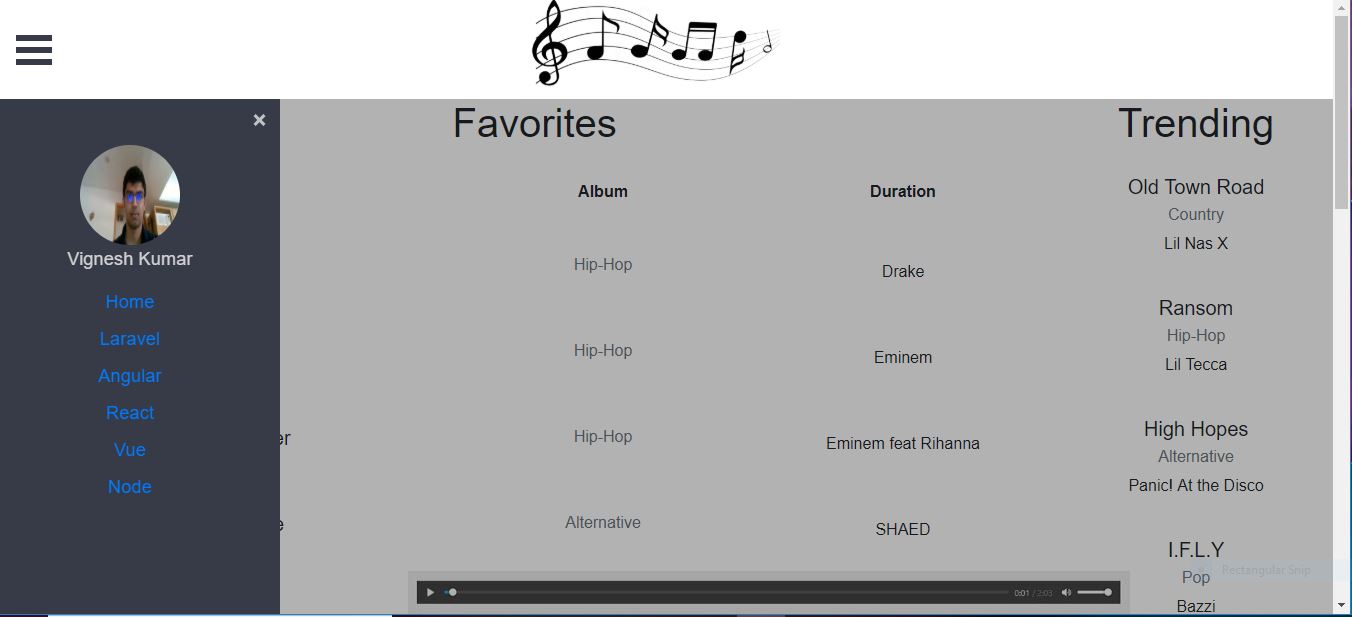 ×
Vignesh Kumar
Home
Laravel
Angular
React
Vue
Node
Favorites
Album Duration
Hip-Hop Drake
Hip-Hop Eminem
er
Hip-Hop Eminem feat Rihanna
e
Alternative SHAED
0:01 / 2:03
Trending
Old Town Road
Country
Lil Nas X
Ransom
Hip-Hop
Lil Tecca
High Hopes
Alternative
Panic! At the Disco
I.F.L.Y
Pop
Bazzi
Rectangular Snip